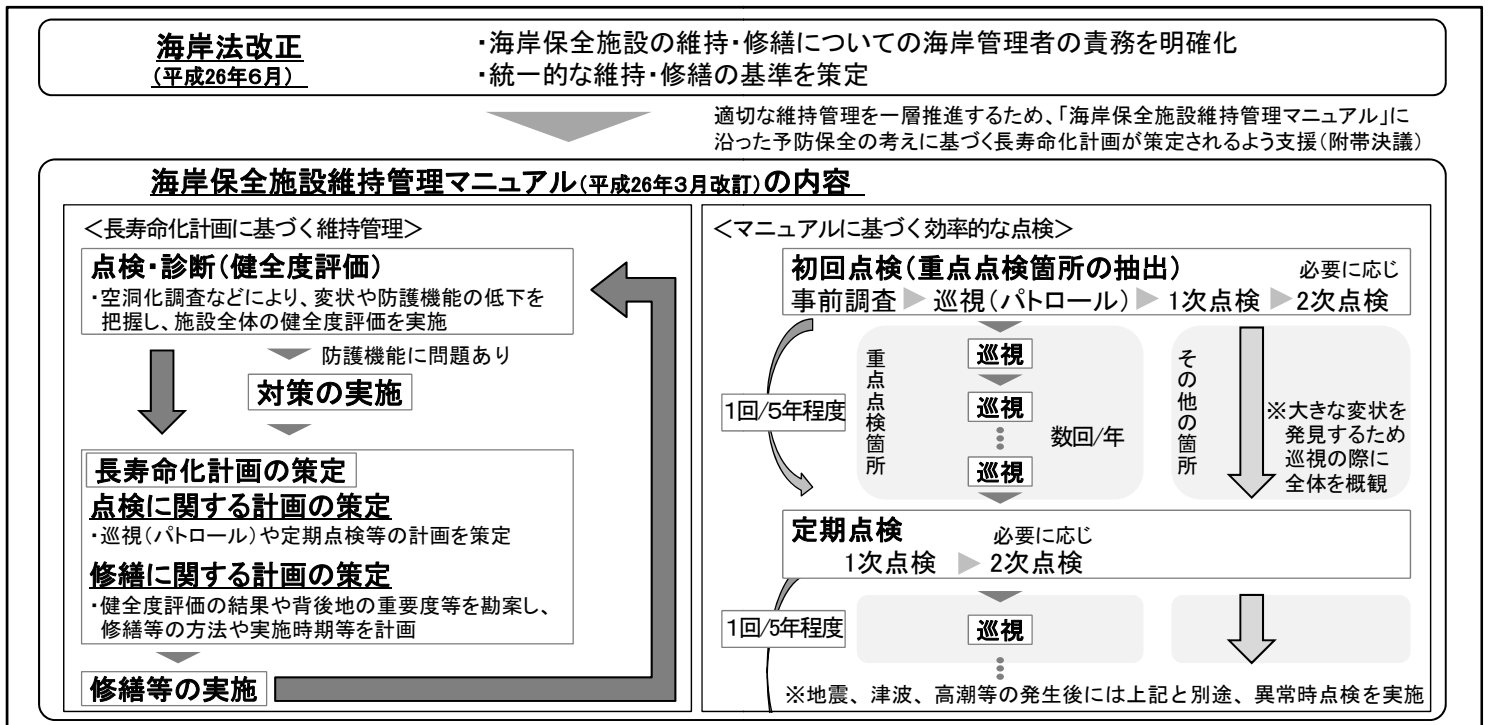 海岸法改正
(平成26年6月)
・海岸保全施設の維持・修繕についての海岸管理者の責務を明確化
・統一的な維持・修繕の基準を策定
適切な維持管理を一層推進するため、「海岸保全施設維持管理マニュアル」に
沿った予防保全の考えに基づく長寿命化計画が策定されるよう支援(附帯決議)
海岸保全施設維持管理マニュアル(平成26年3月改訂)の内容
＜長寿命化計画に基づく維持管理＞
点検・診断(健全度評価)
・空洞化調査などにより、変状や防護機能の低下を
把握し、施設全体の健全度評価を実施
防護機能に問題あり
対策の実施
長寿命化計画の策定
点検に関する計画の策定
・巡視(パトロール)や定期点検等の計画を策定
修繕に関する計画の策定
・健全度評価の結果や背後地の重要度等を勘案し、
修繕等の方法や実施時期等を計画
修繕等の実施
＜マニュアルに基づく効率的な点検＞
初回点検(重点点検箇所の抽出) 必要に応じ
事前調査 巡視(パトロール) 1次点検 2次点検
1回/5年程度
重点点検箇所
巡視
巡視
数回/年
巡視
その他の箇所
※大きな変状を
発見するため
巡視の際に
全体を概観
定期点検 必要に応じ
1次点検 2次点検
1回/5年程度
巡視
※地震、津波、高潮等の発生後には上記と別途、異常時点検を実施